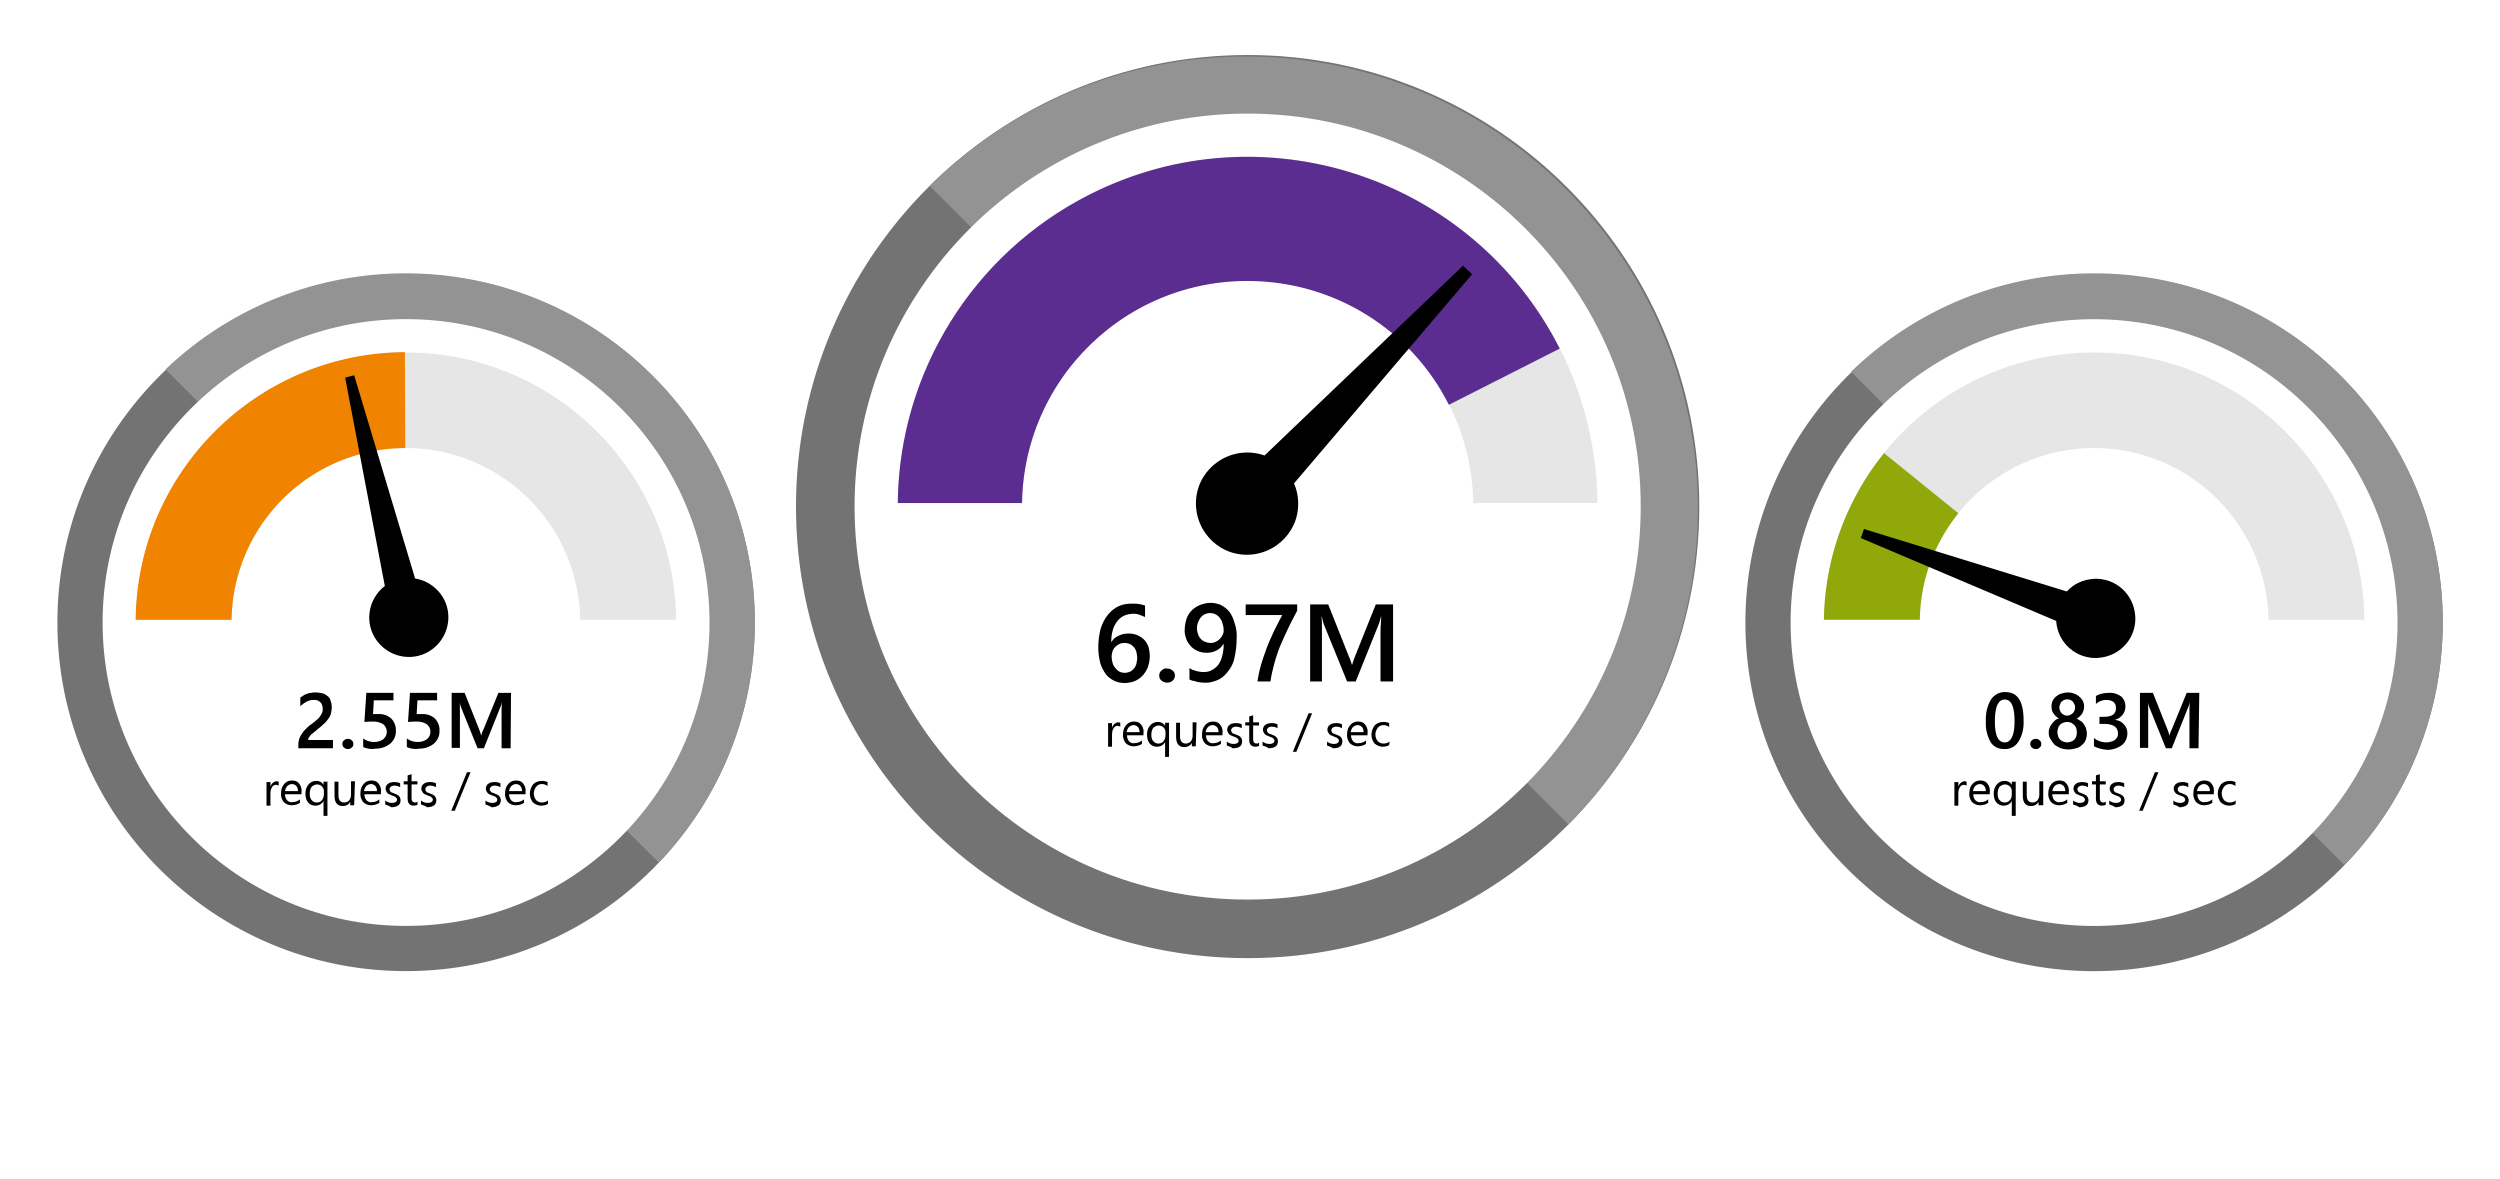 2.55M
requests / sec
6.97M
requests / sec
0.83M
requests / sec